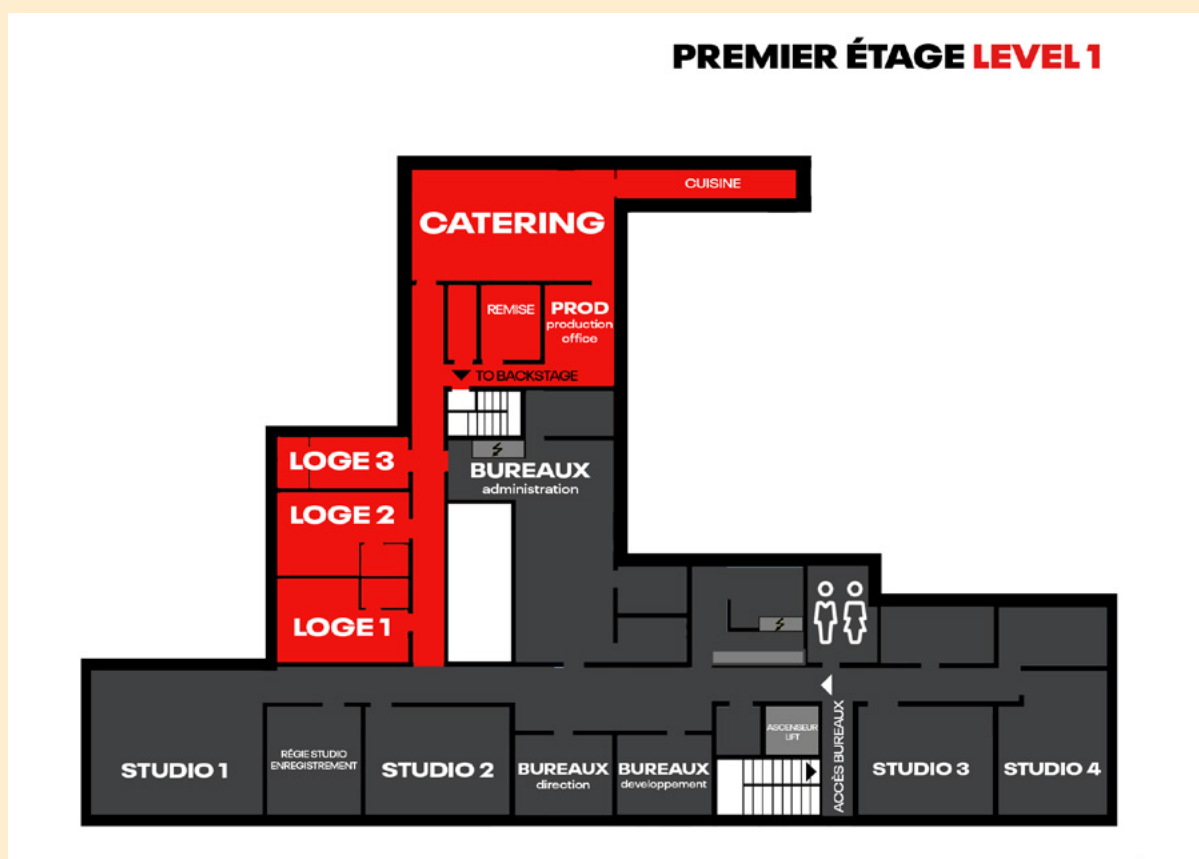 PREMIER ÉTAGE LEVEL 1
CUISINE
CATERING
REMISE
PROD
production
office
TO BACKSTAGE
LOGE 3
BUREAUX
administration
LOGE 2
LOGE 1
ASCENSEUR
LIFT
ACCÈS BUREAUX
STUDIO 1
RÉGIE STUDIO
ENREGISTREMENT
STUDIO 2
BUREAUX
direction
BUREAUX
developpement
STUDIO 3
STUDIO 4